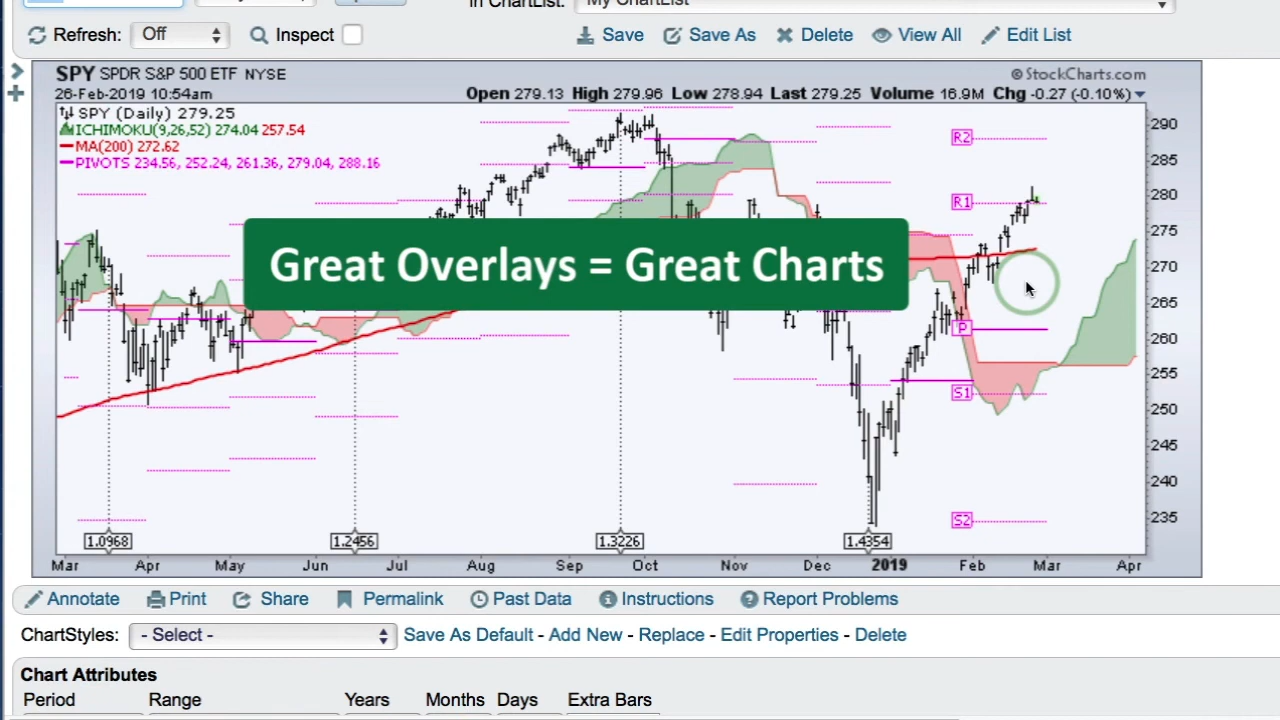 in ChartList:
My ChartList
Refresh:
Off
Inspect
Save
Save As
Delete
View All
Edit List
SPY SPDR S&P 500 ETF NYSE
© StockCharts.com
26-Feb-2019 10:54am
Open 279.13 High 279.96 Low 278.94 Last 279.25 Volume 16.9M Chg -0.27 (-0.10%)
SPY (Daily) 279.25
ICHIMOKU(9,26,52) 274.04 257.54
MA(200) 272.62
PIVOTS 234.56, 252.24, 261.36, 279.04, 288.16
R2
R1
P
S1
S2
290
285
280
275
270
265
260
255
250
245
240
235
Great Overlays = Great Charts
1.0968
1.2456
1.3226
1.4354
Mar Apr May Jun Jul Aug Sep Oct Nov Dec 2019 Feb Mar Apr
Annotate
Print
Share
Permalink
Past Data
Instructions
Report Problems
ChartStyles:
- Select -
Save As Default - Add New - Replace - Edit Properties - Delete
Chart Attributes
Period
Range
Years
Months
Days
Extra Bars